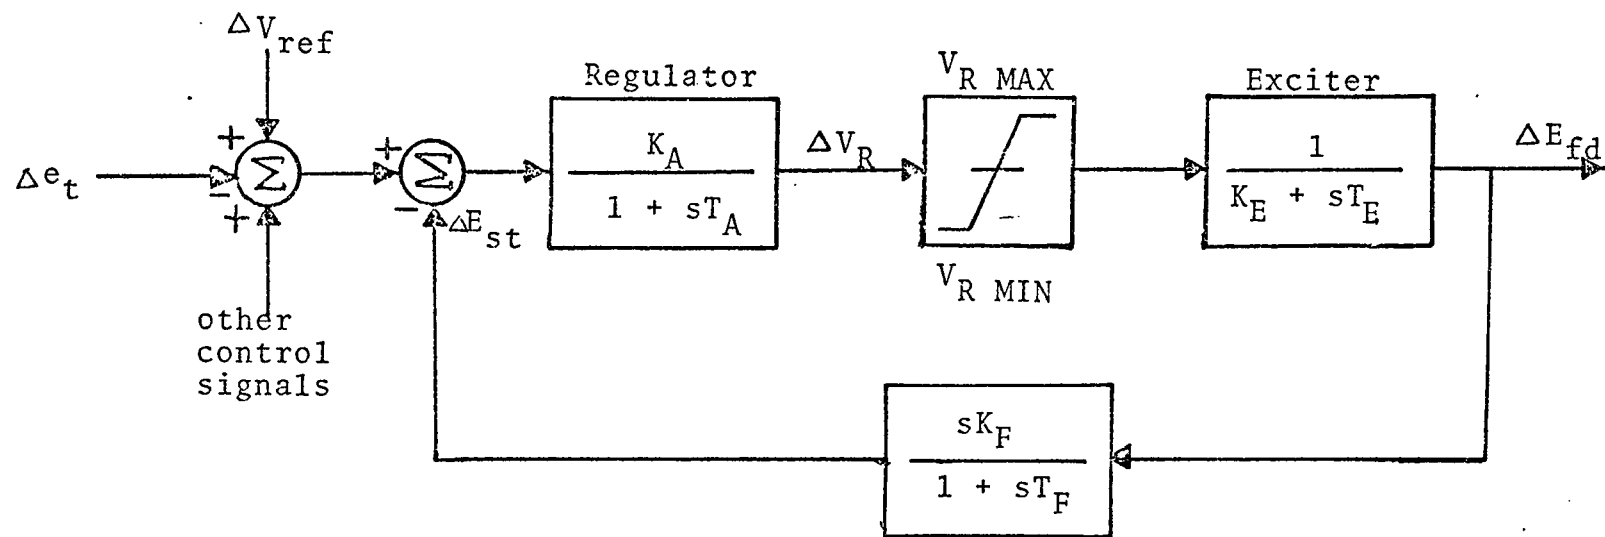 ΔV_ref
Regulator
V_R MAX
Exciter
+
Σ
Δe_t
-
+
other
control
signals
+
Σ
-
ΔE_st
K_A
1 + sT_A
ΔV_R
V_R MIN
1
K_E + sT_E
ΔE_fd
sK_F
1 + sT_F